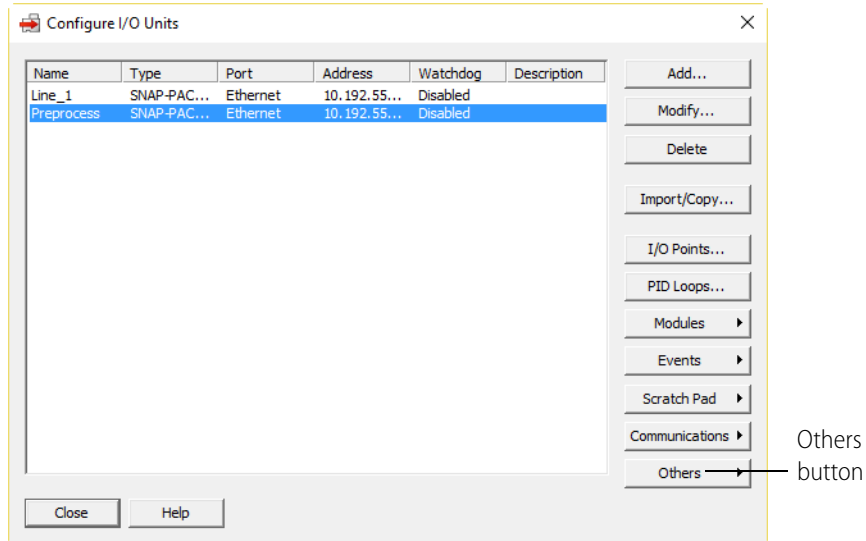 Configure I/O Units
Name Type Port Address Watchdog Description
Line_1 SNAP-PAC... Ethernet 10.192.55... Disabled
Preprocess SNAP-PAC... Ethernet 10.192.55... Disabled
Add...
Modify...
Delete
Import/Copy...
I/O Points...
PID Loops...
Modules
Events
Scratch Pad
Communications
Others
Others
button
Close
Help